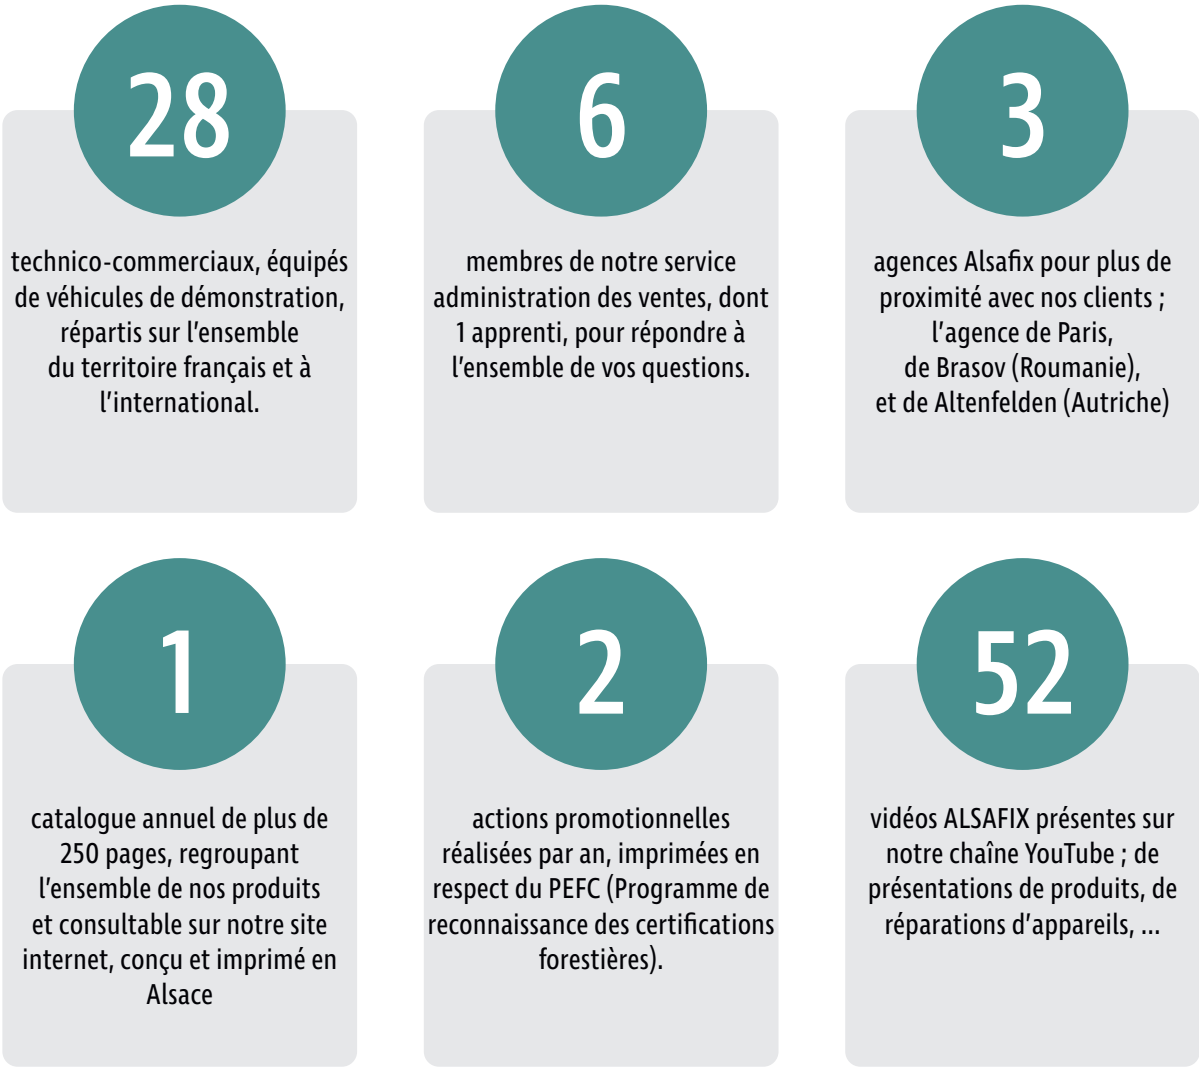 28
technico-commerciaux, équipés
de véhicules de démonstration,
répartis sur l'ensemble
du territoire français et à
l'international.
6
membres de notre service
administration des ventes, dont
1 apprenti, pour répondre à
l'ensemble de vos questions.
3
agences Alsafix pour plus de
proximité avec nos clients ;
l'agence de Paris,
de Brasov (Roumanie),
et de Altenfelden (Autriche)
1
catalogue annuel de plus de
250 pages, regroupant
l'ensemble de nos produits
et consultable sur notre site
internet, conçu et imprimé en
Alsace
2
actions promotionnelles
réalisées par an, imprimées en
respect du PEFC (Programme de
reconnaissance des certifications
forestières).
52
vidéos ALSAFIX présentes sur
notre chaîne YouTube ; de
présentations de produits, de
réparations d'appareils, ...